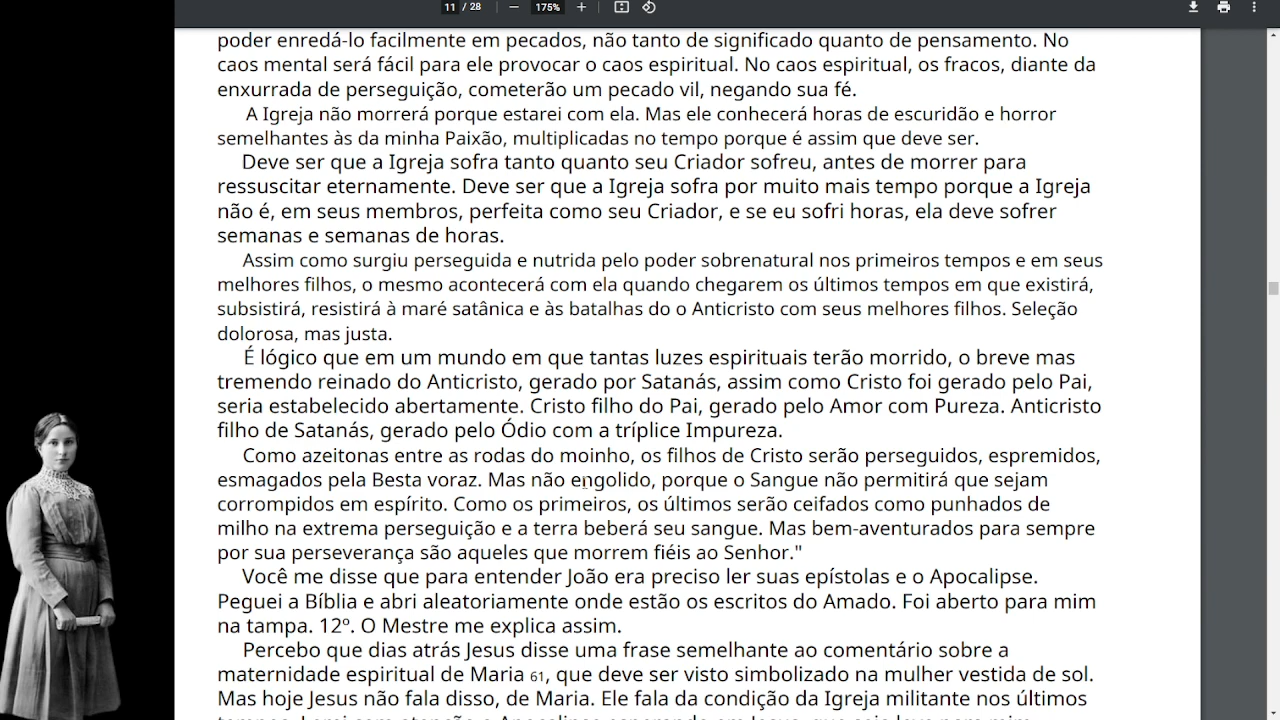 11 / 28 — 175% +
poder enredá-lo facilmente em pecados, não tanto de significado quanto de pensamento. No
caos mental será fácil para ele provocar o caos espiritual. No caos espiritual, os fracos, diante da
enxurrada de perseguição, cometerão um pecado vil, negando sua fé.
A Igreja não morrerá porque estarei com ela. Mas ele conhecerá horas de escuridão e horror
semelhantes às da minha Paixão, multiplicadas no tempo porque é assim que deve ser.
Deve ser que a Igreja sofra tanto quanto seu Criador sofreu, antes de morrer para
ressuscitar eternamente. Deve ser que a Igreja sofra por muito mais tempo porque a Igreja
não é, em seus membros, perfeita como seu Criador, e se eu sofri horas, ela deve sofrer
semanas e semanas de horas.
Assim como surgiu perseguida e nutrida pelo poder sobrenatural nos primeiros tempos e em seus
melhores filhos, o mesmo acontecerá com ela quando chegarem os últimos tempos em que existirá,
subsistirá, resistirá à maré satânica e às batalhas do o Anticristo com seus melhores filhos. Seleção
dolorosa, mas justa.
É lógico que em um mundo em que tantas luzes espirituais terão morrido, o breve mas
tremendo reinado do Anticristo, gerado por Satanás, assim como Cristo foi gerado pelo Pai,
seria estabelecido abertamente. Cristo filho do Pai, gerado pelo Amor com Pureza. Anticristo
filho de Satanás, gerado pelo Ódio com a tríplice Impureza.
Como azeitonas entre as rodas do moinho, os filhos de Cristo serão perseguidos, espremidos,
esmagados pela Besta voraz. Mas não engolido, porque o Sangue não permitirá que sejam
corrompidos em espírito. Como os primeiros, os últimos serão ceifados como punhados de
milho na extrema perseguição e a terra beberá seu sangue. Mas bem-aventurados para sempre
por sua perseverança são aqueles que morrem fiéis ao Senhor."
Você me disse que para entender João era preciso ler suas epístolas e o Apocalipse.
Peguei a Bíblia e abri aleatoriamente onde estão os escritos do Amado. Foi aberto para mim
na tampa. 12º. O Mestre me explica assim.
Percebo que dias atrás Jesus disse uma frase semelhante ao comentário sobre a
maternidade espiritual de Maria 61, que deve ser visto simbolizado na mulher vestida de sol.
Mas hoje Jesus não fala disso, de Maria. Ele fala da condição da Igreja militante nos últimos